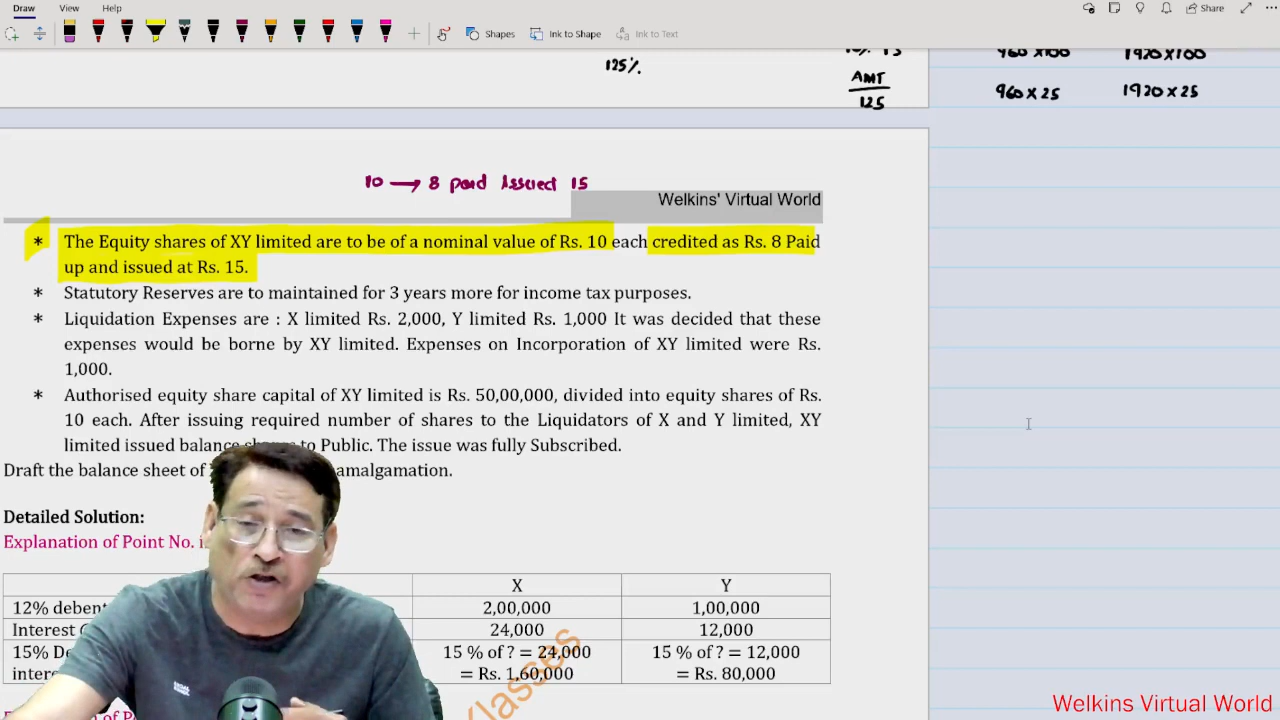 Draw View Help
Share
Shapes Ink to Shape Ink to Text
125%
AMT
125
960 x 100 1920 x 100
960 x 25 1920 x 25
10 → 8 paid issued 15
Welkins' Virtual World
* The Equity shares of XY limited are to be of a nominal value of Rs. 10 each credited as Rs. 8 Paid
up and issued at Rs. 15.
* Statutory Reserves are to maintained for 3 years more for income tax purposes.
* Liquidation Expenses are : X limited Rs. 2,000, Y limited Rs. 1,000 It was decided that these
expenses would be borne by XY limited. Expenses on Incorporation of XY limited were Rs.
1,000.
* Authorised equity share capital of XY limited is Rs. 50,00,000, divided into equity shares of Rs.
10 each. After issuing required number of shares to the Liquidators of X and Y limited, XY
limited issued balance shares to Public. The issue was fully Subscribed.
Draft the balance sheet of amalgamation.
Detailed Solution:
Explanation of Point No.
X Y
12% 2,00,000 1,00,000
Interest 24,000 12,000
15% 15 % of ? = 24,000 15 % of ? = 12,000
= Rs. 1,60,000 = Rs. 80,000
Klasses
Welkins Virtual World